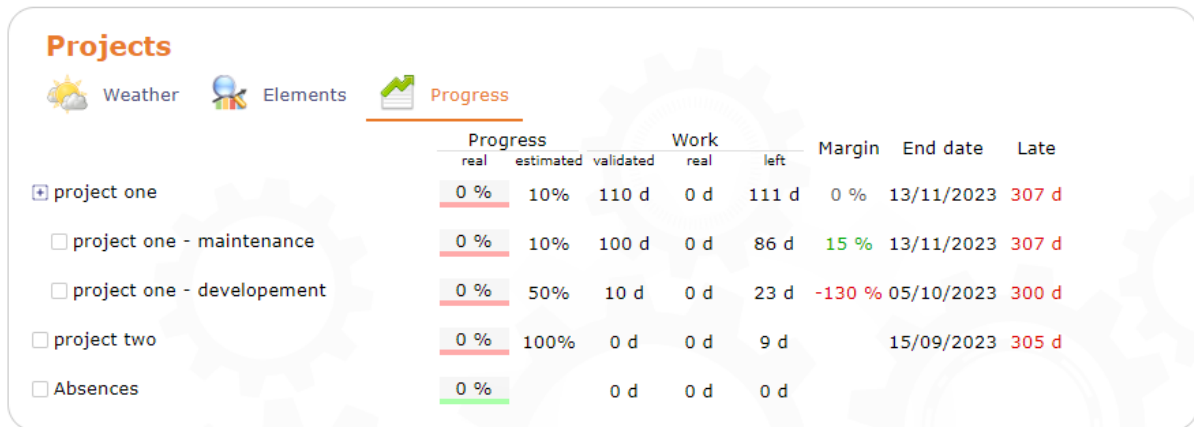 Projects
Weather Elements Progress
Progress Work Margin End date Late
real estimated validated real left
project one 0 % 10% 110 d 0 d 111 d 0 % 13/11/2023 307 d
project one - maintenance 0 % 10% 100 d 0 d 86 d 15 % 13/11/2023 307 d
project one - developement 0 % 50% 10 d 0 d 23 d -130 % 05/10/2023 300 d
project two 0 % 100% 0 d 0 d 9 d 15/09/2023 305 d
Absences 0 % 0 d 0 d 0 d